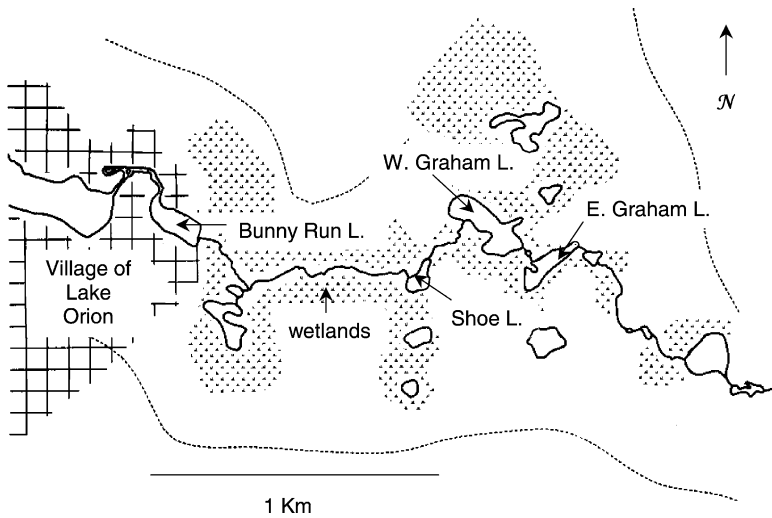 N
W. Graham L.
E. Graham L.
Bunny Run L.
Village of
Lake
Orion
wetlands
Shoe L.
1 Km